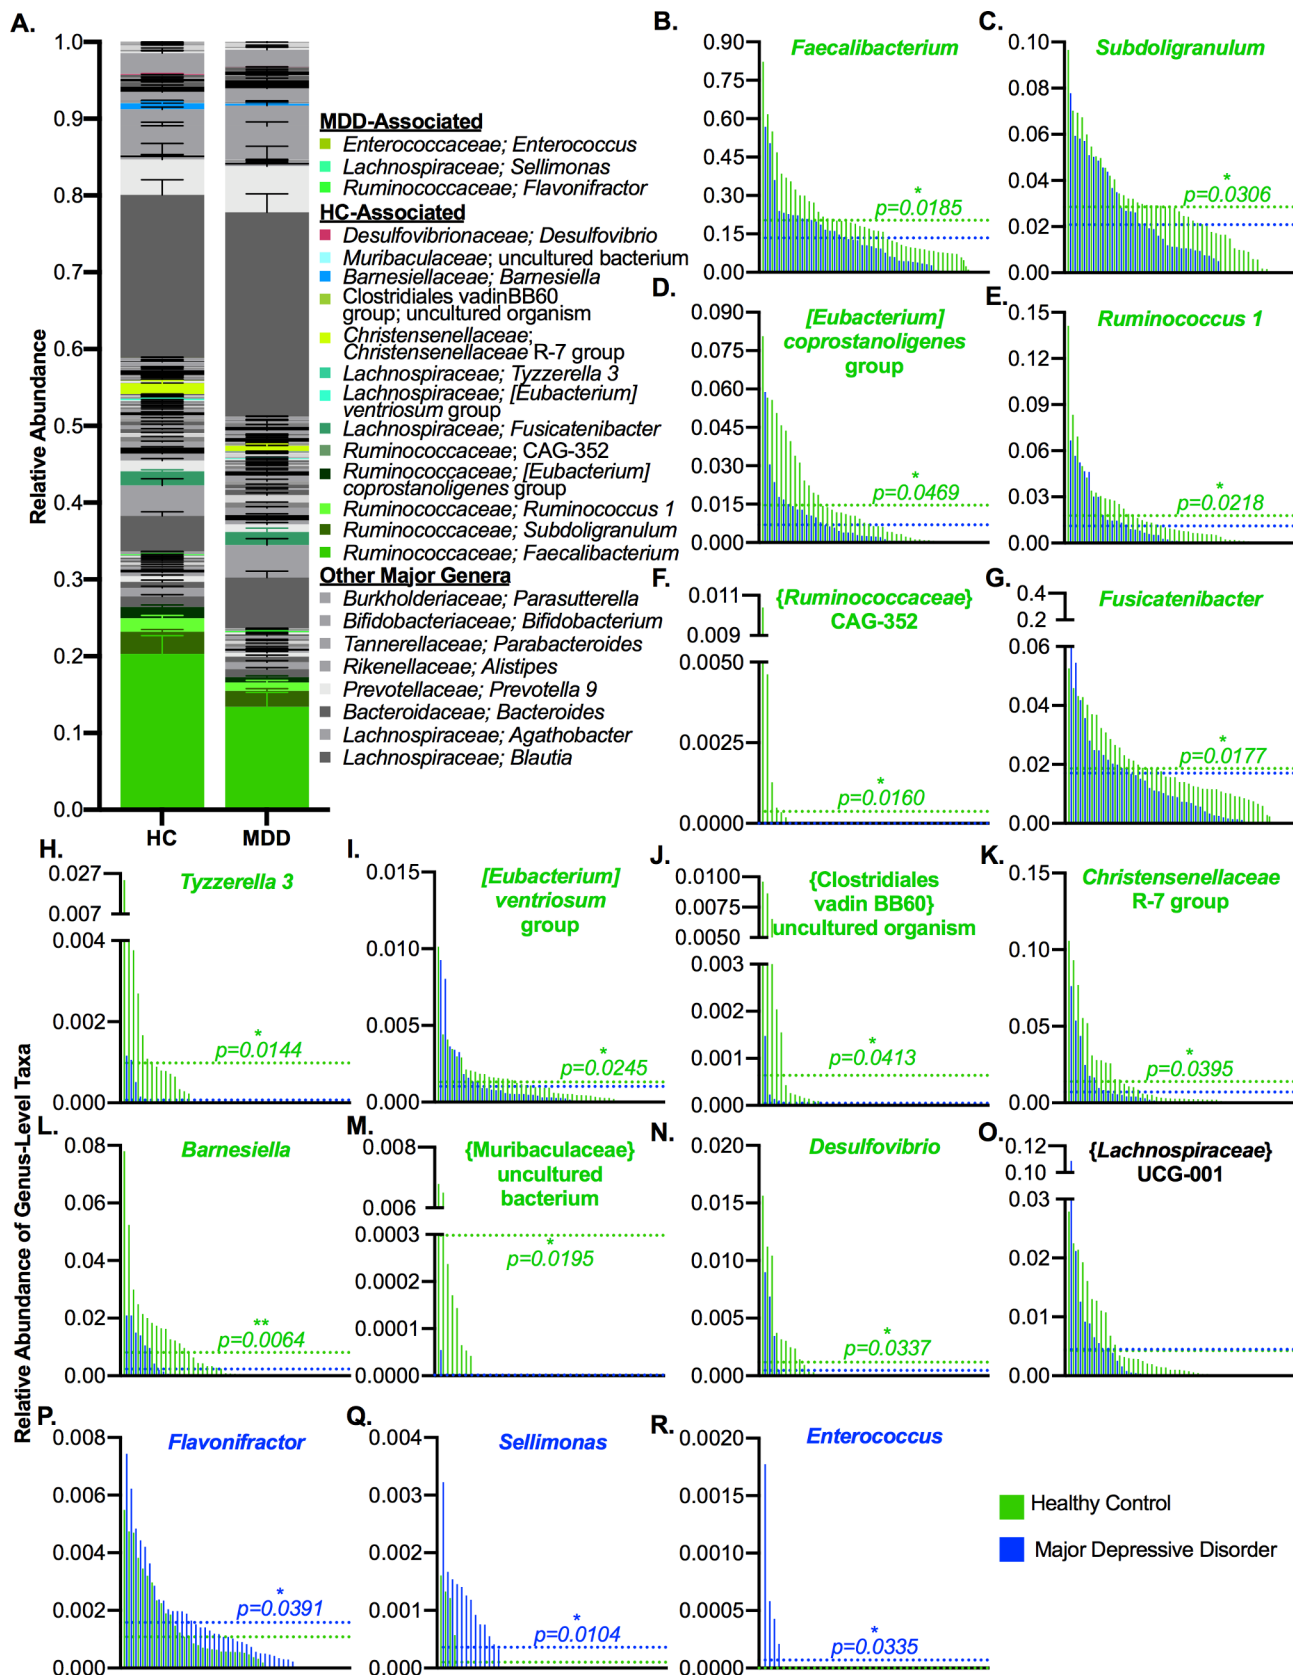 A.
Relative Abundance
1.0
0.9
0.8
0.7
0.6
0.5
0.4
0.3
0.2
0.1
0.0
HC
MDD
MDD-Associated
Enterococcaceae; Enterococcus
Lachnospiraceae; Sellimonas
Ruminococcaceae; Flavonifractor
HC-Associated
Desulfovibrionaceae; Desulfovibrio
Muribaculaceae; uncultured bacterium
Barnesiellaceae; Barnesiella
Clostridiales vadinBB60
group; uncultured organism
Christensenellaceae;
Christensenellaceae R-7 group
Lachnospiraceae; Tyzzerella 3
Lachnospiraceae; [Eubacterium]
ventriosum group
Lachnospiraceae; Fusicatenibacter
Ruminococcaceae; CAG-352
Ruminococcaceae; [Eubacterium]
coprostanoligenes group
Ruminococcaceae; Ruminococcus 1
Ruminococcaceae; Subdoligranulum
Ruminococcaceae; Faecalibacterium
Other Major Genera
Burkholderiaceae; Parasutterella
Bifidobacteriaceae; Bifidobacterium
Tannerellaceae; Parabacteroides
Rikenellaceae; Alistipes
Prevotellaceae; Prevotella 9
Bacteroidaceae; Bacteroides
Lachnospiraceae; Agathobacter
Lachnospiraceae; Blautia
B.
Faecalibacterium
0.90
0.75
0.60
0.45
0.30
0.15
0.00
*
p=0.0185
C.
Subdoligranulum
0.10
0.08
0.06
0.04
0.02
0.00
*
p=0.0306
D.
[Eubacterium]
coprostanoligenes
group
0.090
0.075
0.060
0.045
0.030
0.015
0.000
*
p=0.0469
E.
Ruminococcus 1
0.15
0.12
0.09
0.06
0.03
0.00
*
p=0.0218
F.
{Ruminococcaceae}
CAG-352
0.011
0.009
0.0050
0.0025
0.0000
*
p=0.0160
G.
Fusicatenibacter
0.4
0.2
0.06
0.04
0.02
0.00
*
p=0.0177
H.
Tyzzerella 3
0.027
0.007
0.004
0.002
0.000
*
p=0.0144
I.
[Eubacterium]
ventriosum
group
0.015
0.010
0.005
0.000
*
p=0.0245
J.
{Clostridiales
vadin BB60}
uncultured organism
0.0100
0.0075
0.0050
0.003
0.002
0.001
0.000
*
p=0.0413
K.
Christensenellaceae
R-7 group
0.15
0.10
0.05
0.00
*
p=0.0395
Relative Abundance of Genus-Level Taxa
L.
Barnesiella
0.08
0.06
0.04
0.02
0.00
**
p=0.0064
M.
{Muribaculaceae}
uncultured
bacterium
0.008
0.006
0.0003
0.0002
0.0001
0.0000
*
p=0.0195
N.
Desulfovibrio
0.020
0.015
0.010
0.005
0.000
*
p=0.0337
O.
{Lachnospiraceae}
UCG-001
0.12
0.10
0.03
0.02
0.01
0.00
P.
Flavonifractor
0.008
0.006
0.004
0.002
0.000
*
p=0.0391
Q.
Sellimonas
0.004
0.003
0.002
0.001
0.000
*
p=0.0104
R.
Enterococcus
0.0020
0.0015
0.0010
0.0005
0.0000
*
p=0.0335
Healthy Control
Major Depressive Disorder